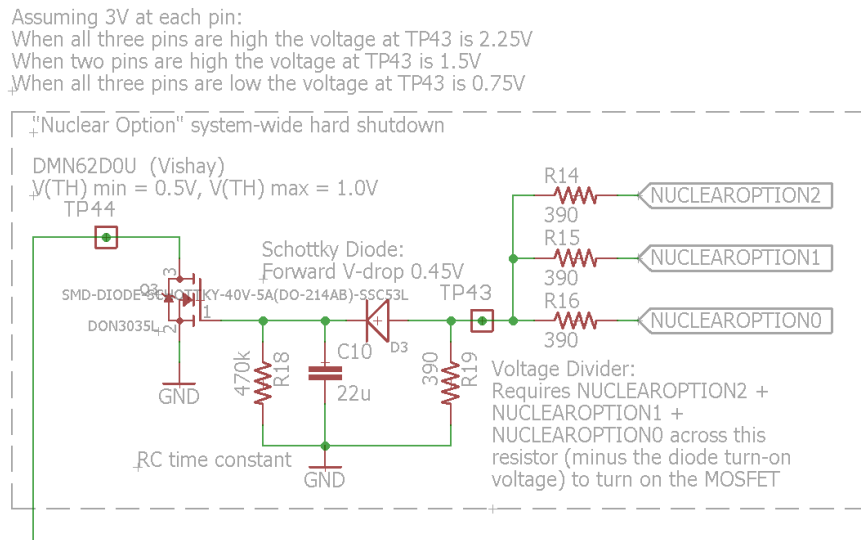 Assuming 3V at each pin:
When all three pins are high the voltage at TP43 is 2.25V
When two pins are high the voltage at TP43 is 1.5V
When all three pins are low the voltage at TP43 is 0.75V
"Nuclear Option" system-wide hard shutdown
DMN62D0U (Vishay)
V(TH) min = 0.5V, V(TH) max = 1.0V
TP44
Schottky Diode:
Forward V-drop 0.45V
R14
390
NUCLEAROPTION2
R15
390
NUCLEAROPTION1
R16
390
NUCLEAROPTION0
TP43
3
Q3
SMD-DIODE-SCHOTTKY-40V-5A(DO-214AB)-SSC53L
1
DON3035L
2
D3
GND
470k
R18
C10
22u
390
R19
GND
RC time constant
Voltage Divider:
Requires NUCLEAROPTION2 +
NUCLEAROPTION1 +
NUCLEAROPTION0 across this
resistor (minus the diode turn-on
voltage) to turn on the MOSFET